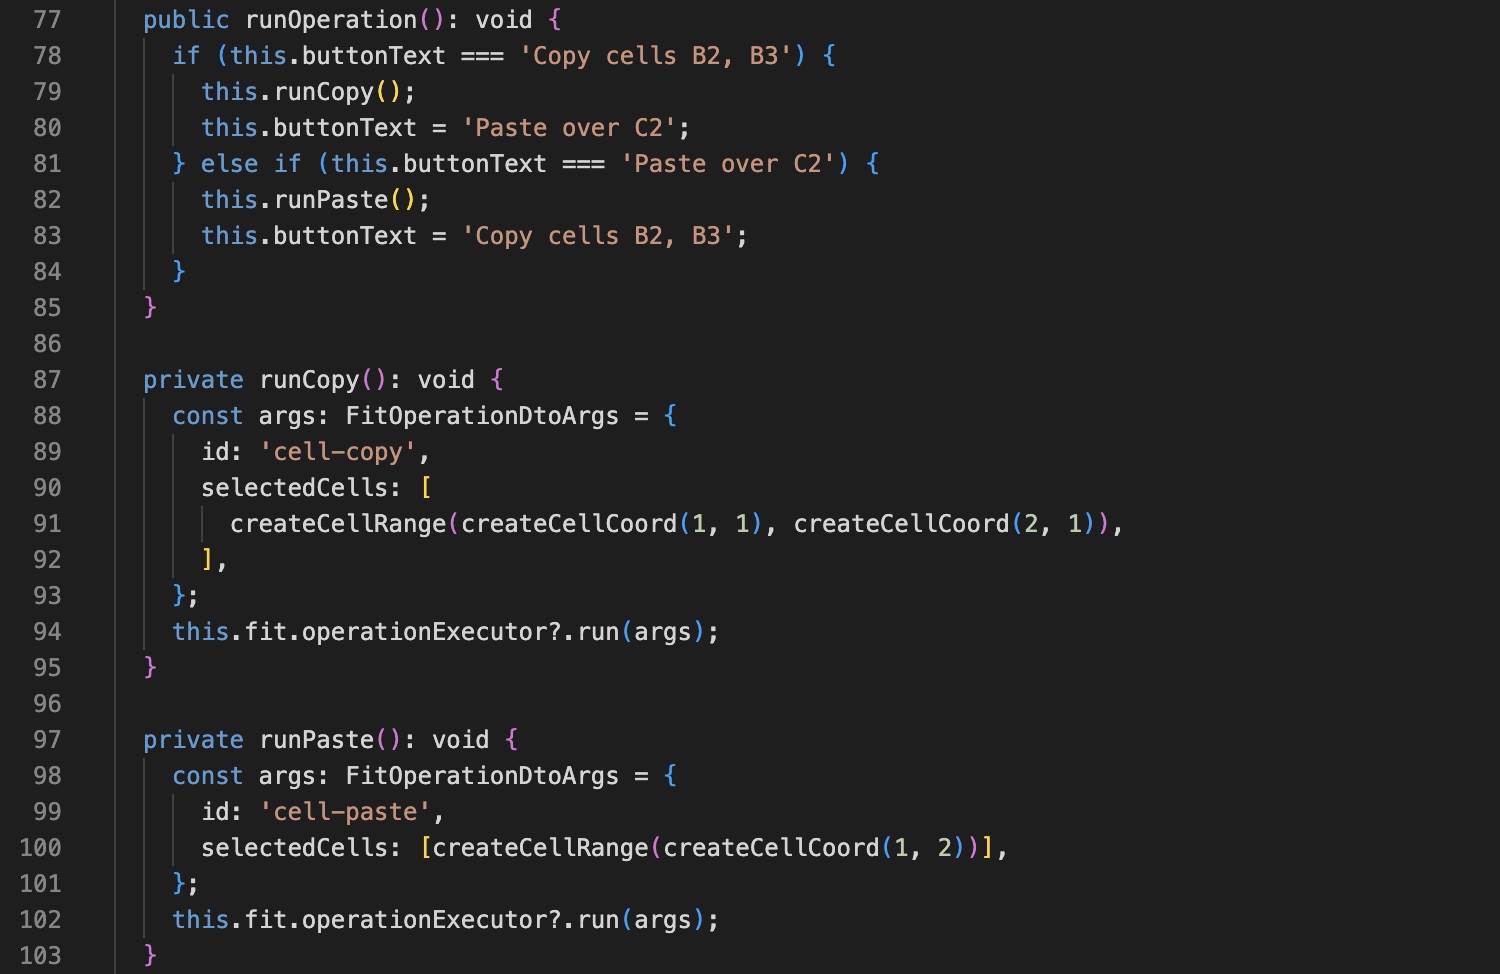 77 public runOperation(): void {
78 if (this.buttonText === 'Copy cells B2, B3') {
79 this.runCopy();
80 this.buttonText = 'Paste over C2';
81 } else if (this.buttonText === 'Paste over C2') {
82 this.runPaste();
83 this.buttonText = 'Copy cells B2, B3';
84 }
85 }
86
87 private runCopy(): void {
88 const args: FitOperationDtoArgs = {
89 id: 'cell-copy',
90 selectedCells: [
91 createCellRange(createCellCoord(1, 1), createCellCoord(2, 1)),
92 ],
93 };
94 this.fit.operationExecutor?.run(args);
95 }
96
97 private runPaste(): void {
98 const args: FitOperationDtoArgs = {
99 id: 'cell-paste',
100 selectedCells: [createCellRange(createCellCoord(1, 2))],
101 };
102 this.fit.operationExecutor?.run(args);
103 }